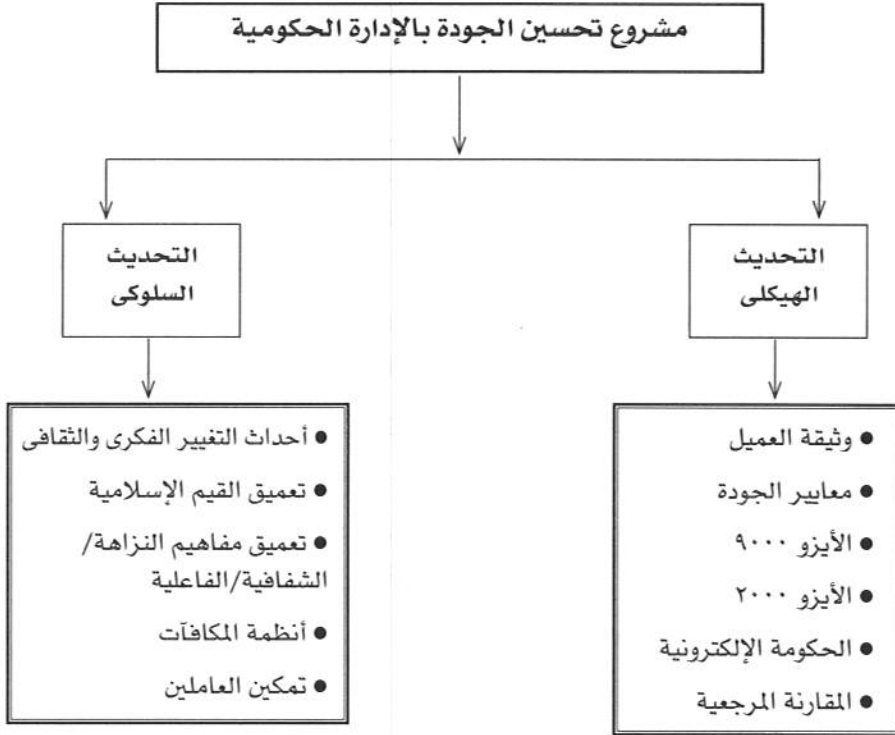 مشروع تحسين الجودة بالإدارة الحكومية
التحديث
الهيكلى
● وثيقة العميل
● معايير الجودة
● الأيزو ٩٠٠٠
● الأيزو ٢٠٠٠
● الحكومة الإلكترونية
● المقارنة المرجعية
التحديث
السلوكى
● أحداث التغيير الفكرى والثقافى
● تعميق القيم الإسلامية
● تعميق مفاهيم النزاهة/
الشفافية/الفاعلية
● أنظمة المكافآت
● تمكين العاملين